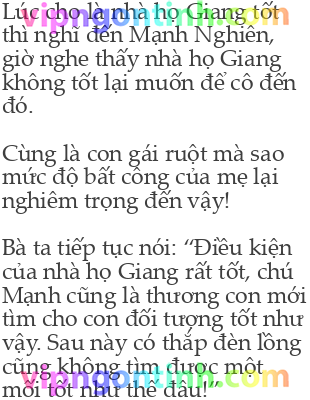 Lúc cho là nhà họ Giang tốt
vipngontinh.com
thì nghĩ đến Mạnh Nghiên,
giờ nghe thấy nhà họ Giang
không tốt lại muốn để cô đến
đó.
Cùng là con gái ruột mà sao
mức độ bất công của mẹ lại
nghiêm trọng đến vậy!
Bà ta tiếp tục nói: “Điều kiện
của nhà họ Giang rất tốt, chú
Mạnh cũng là thương con mới
tìm cho con đối tượng tốt như
vậy. Sau này có thắp đèn lồng
cũng không tìm được một
vipngontinh.com
mối tốt như thế đâu!”